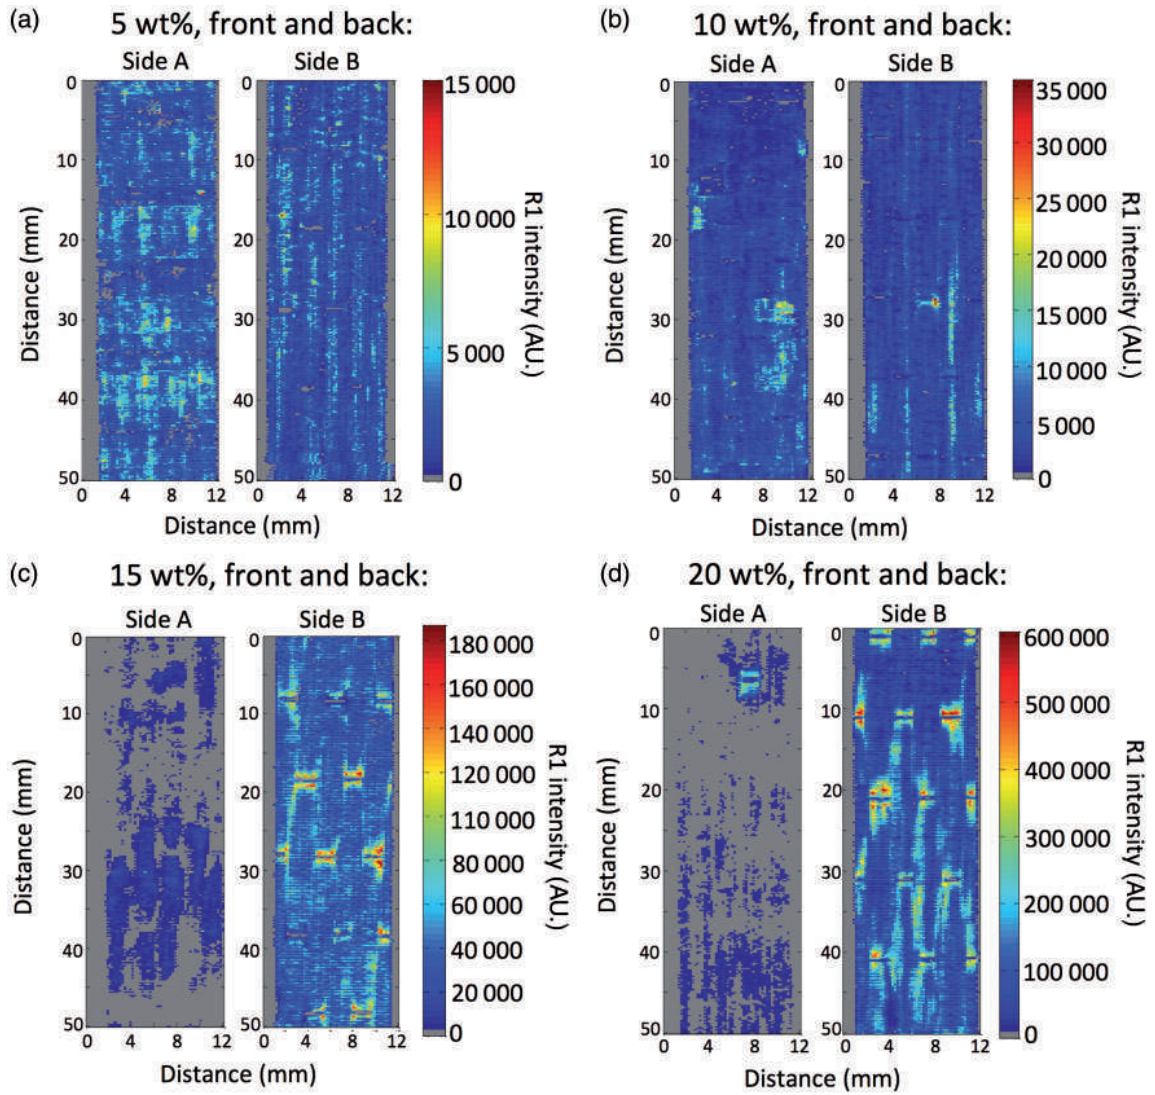 (a) 5 wt%, front and back:
Side A Side B
0 0 15 000
10 10
20 20 10 000
30 30 5 000
40 40
50 50 0
0 4 8 12 0 4 8 12
Distance (mm)
Distance (mm)
R1 intensity (AU.)
(b) 10 wt%, front and back:
Side A Side B
0 0 35 000
30 000
10 10 25 000
20 20 20 000
30 30 15 000
10 000
40 40 5 000
50 50 0
0 4 8 12 0 4 8 12
Distance (mm)
Distance (mm)
R1 intensity (AU.)
(c) 15 wt%, front and back:
Side A Side B
0 0 180 000
160 000
10 10 140 000
120 000
20 20 100 000
30 30 80 000
60 000
40 40 40 000
20 000
50 50 0
0 4 8 12 0 4 8 12
Distance (mm)
Distance (mm)
R1 intensity (AU.)
(d) 20 wt%, front and back:
Side A Side B
0 0 600 000
10 10 500 000
20 20 400 000
30 30 300 000
200 000
40 40 100 000
50 50 0
0 4 8 12 0 4 8 12
Distance (mm)
Distance (mm)
R1 intensity (AU.)